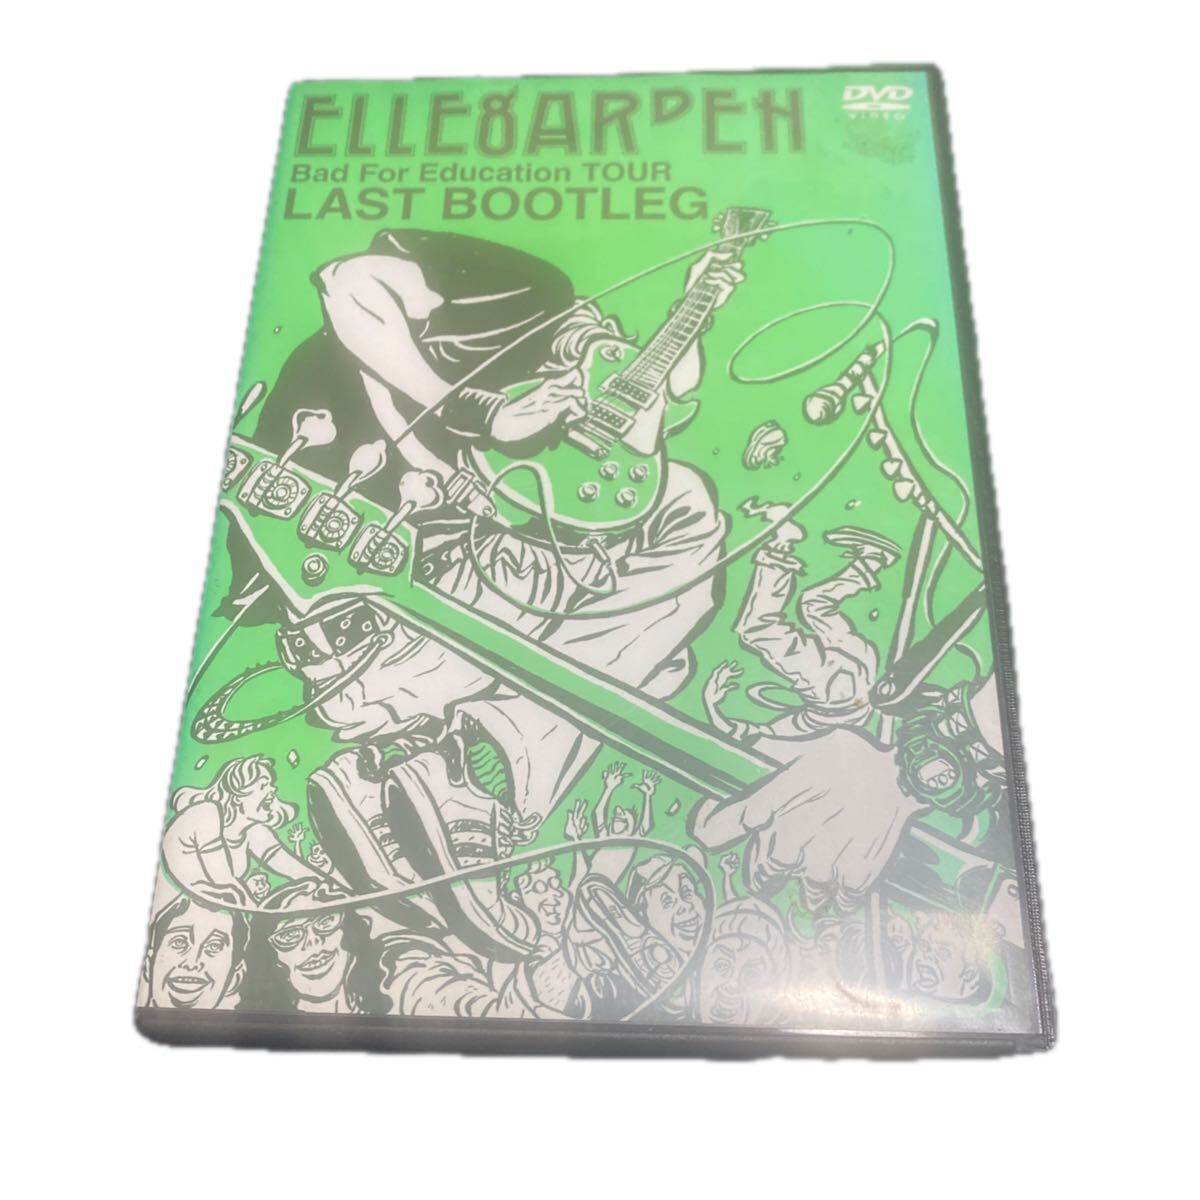 ELLEGARDEN
DVD
VIDEO
Bad For Education TOUR
LAST BOOTLEG